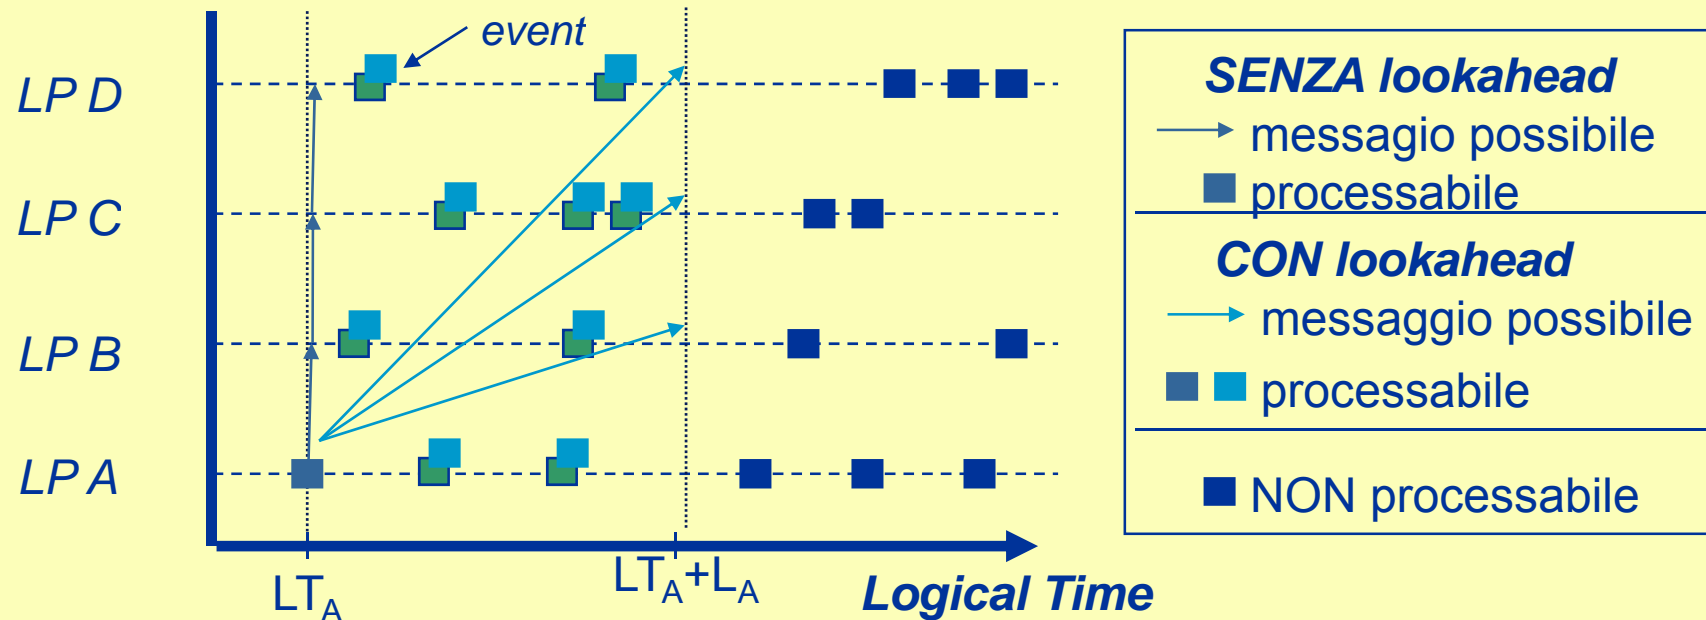 event
LP D
LP C
LP B
LP A
LTA
LTA+LA
Logical Time
SENZA lookahead
messagio possibile
processabile
CON lookahead
messaggio possibile
processabile
NON processabile